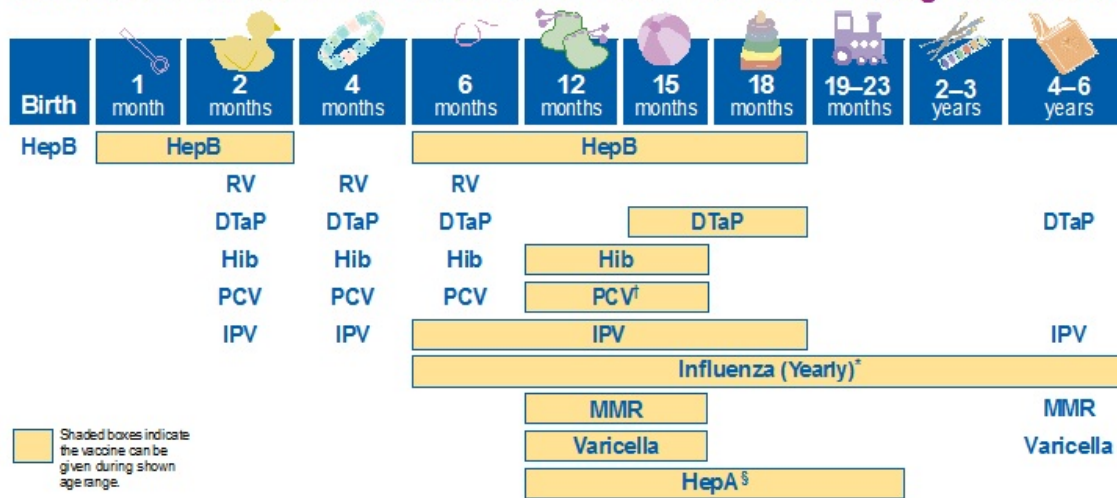 Birth
1 month
2 months
4 months
6 months
12 months
15 months
18 months
19–23 months
2–3 years
4–6 years
HepB HepB HepB
RV RV RV
DTaP DTaP DTaP DTaP DTaP
Hib Hib Hib Hib
PCV PCV PCV PCV†
IPV IPV IPV IPV
Influenza (Yearly)*
MMR MMR
Varicella Varicella
HepA§
Shaded boxes indicate
the vaccine can be
given during shown
age range.